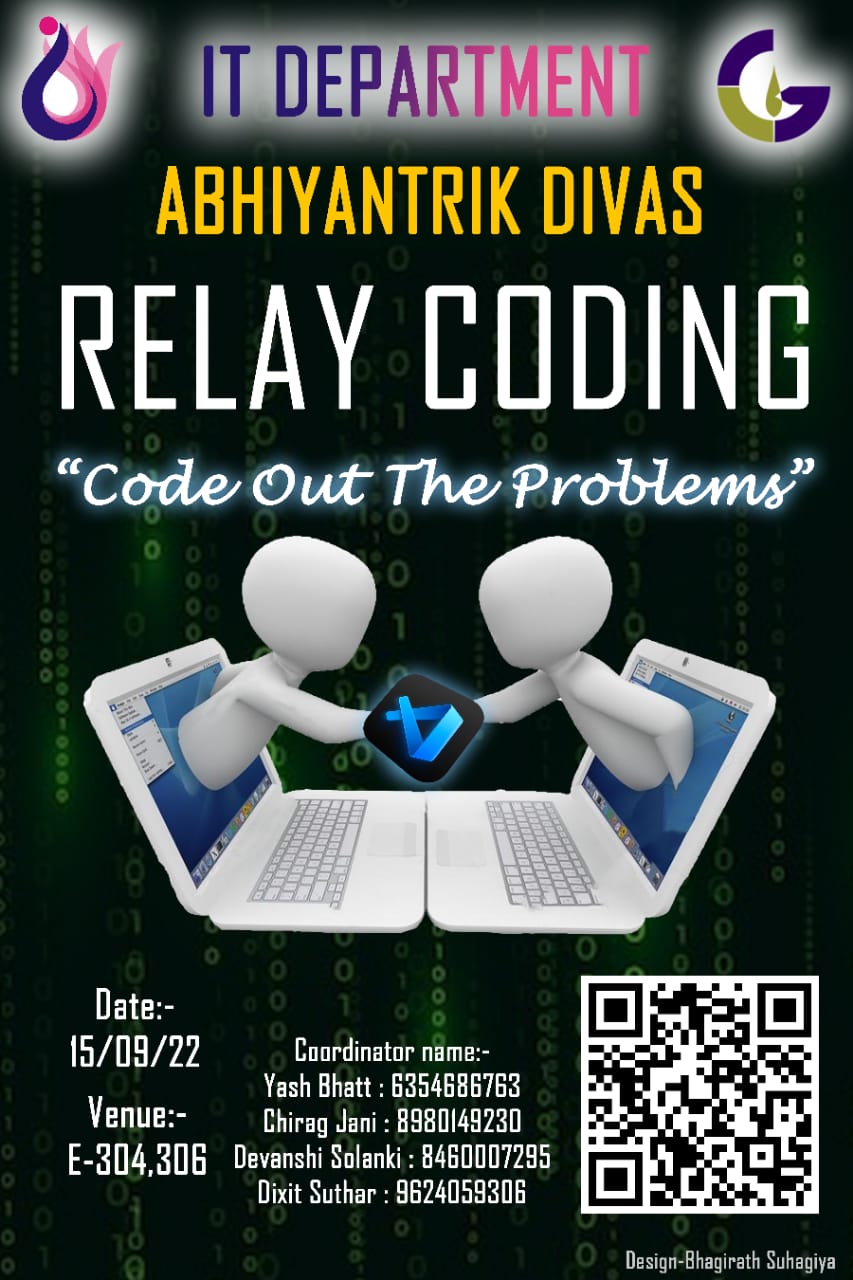 IT DEPARTMENT
ABHIYANTRIK DIVAS
RELAY CODING
“Code Out The Problems”
Date:-
15/09/22
Venue:-
E-304,306
Coordinator name:-
Yash Bhatt : 6354686763
Chirag Jani : 8980149230
Devanshi Solanki : 8460007295
Dixit Suthar : 9624059306
Design-Bhagirath Suhagiya